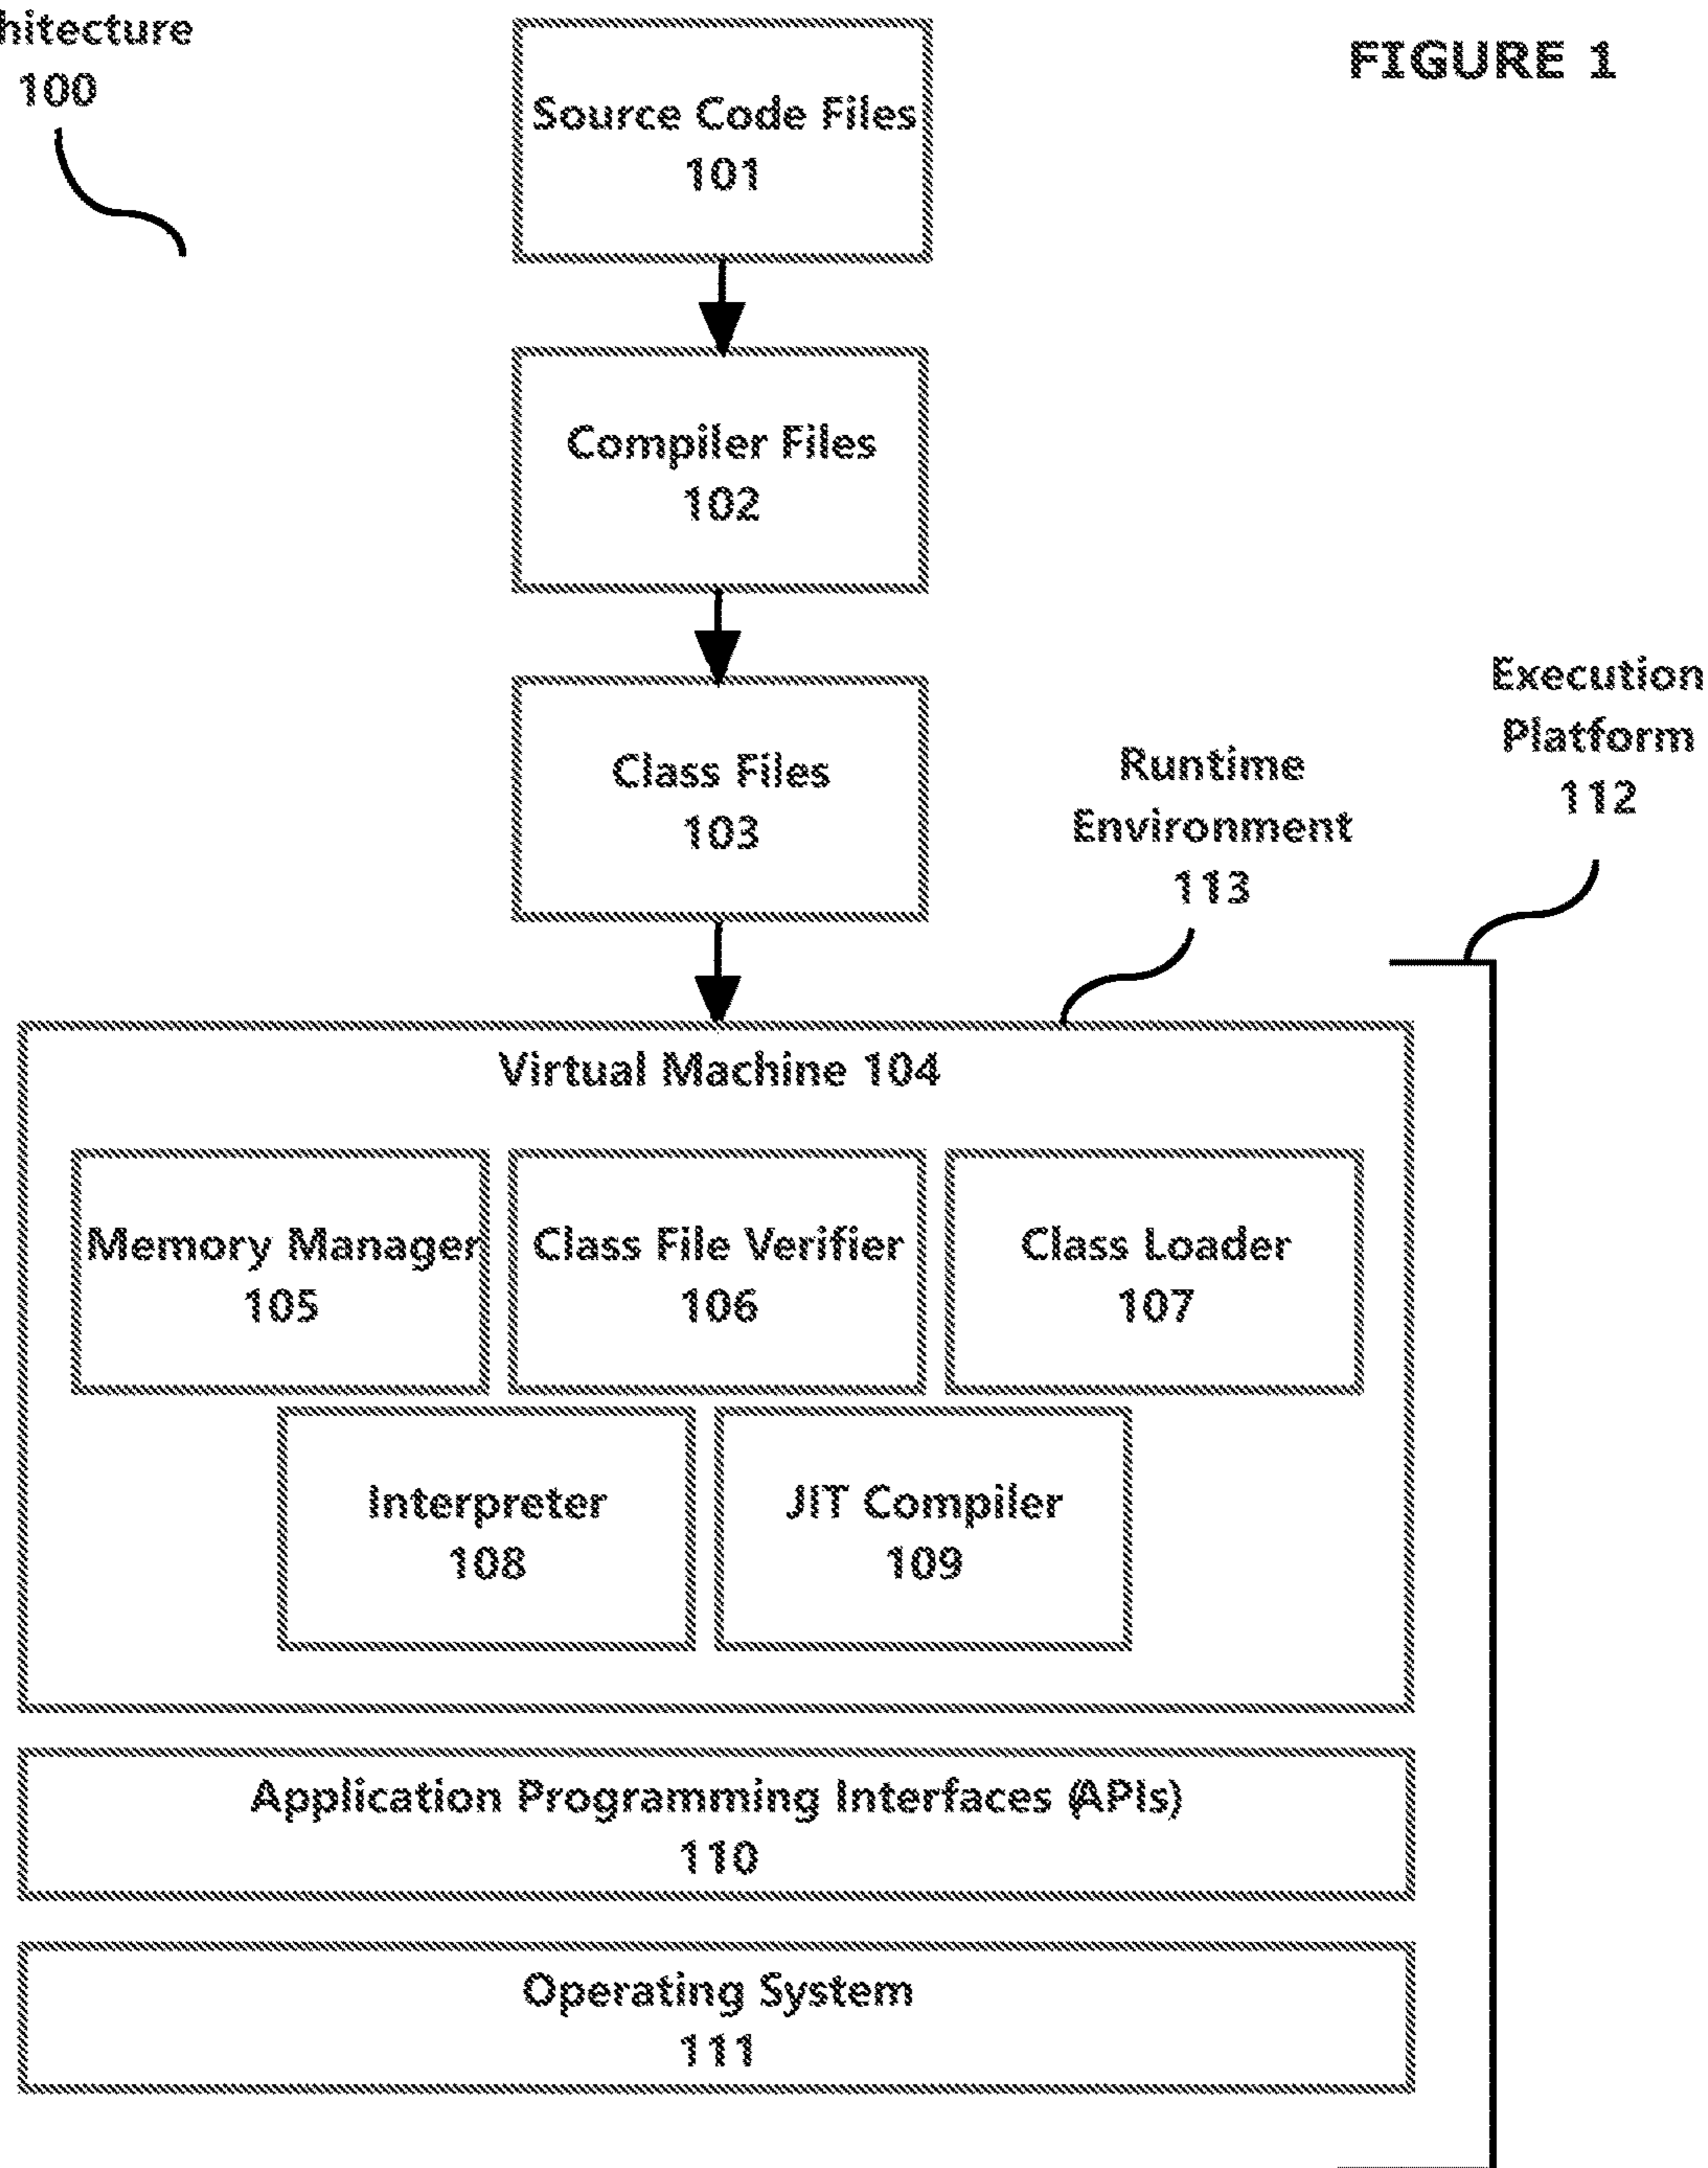 100
FIGURE 1
Source Code Files
101
Compiler Files
102
Class Files
103
Execution
Platform
112
Runtime
Environment
113
Virtual Machine 104
Memory Manager
105
Class File Verifier
106
Class Loader
107
Interpreter
108
JIT Compiler
109
Application Programming Interfaces (APIs)
110
Operating System
111